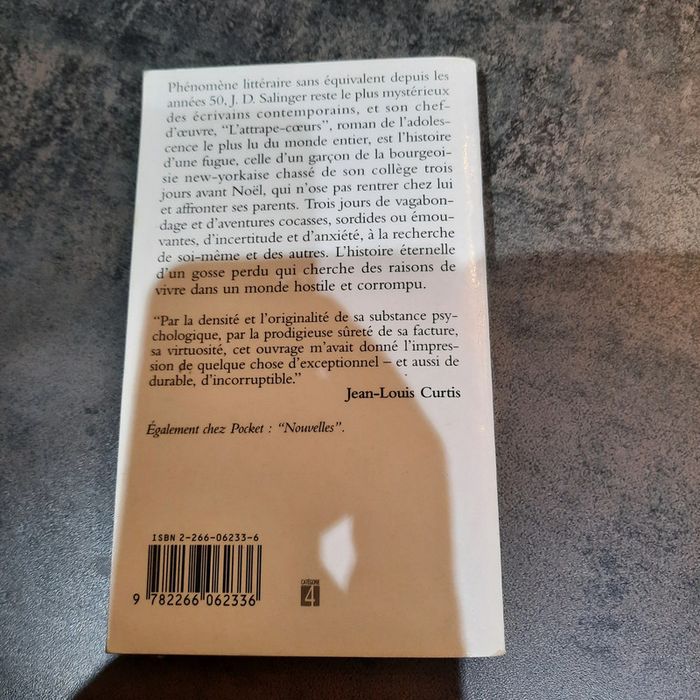 Phénomène littéraire sans équivalent depuis les
années 50, J. D. Salinger reste le plus mystérieux
des écrivains contemporains, et son chef-
d'œuvre, “L'attrape-cœurs”, roman de l'adoles-
cence le plus lu du monde entier, est l'histoire
d'une fugue, celle d'un garçon de la bourgeoi-
sie new-yorkaise chassé de son collège trois
jours avant Noël, qui n'ose pas rentrer chez lui
et affronter ses parents. Trois jours de vagabon-
dage et d'aventures cocasses, sordides ou émou-
vantes, d'incertitude et d'anxiété, à la recherche
de soi-même et des autres. L'histoire éternelle
d'un gosse perdu qui cherche des raisons de
vivre dans un monde hostile et corrompu.
“Par la densité et l'originalité de sa substance psy-
chologique, par la prodigieuse sûreté de sa facture,
sa virtuosité, cet ouvrage m'avait donné l'impres-
sion de quelque chose d'exceptionnel – et aussi de
durable, d'incorruptible.”
Jean-Louis Curtis
Également chez Pocket : “Nouvelles”.
ISBN 2-266-06233-6
9 782266 062336
CATÉGORIE
4